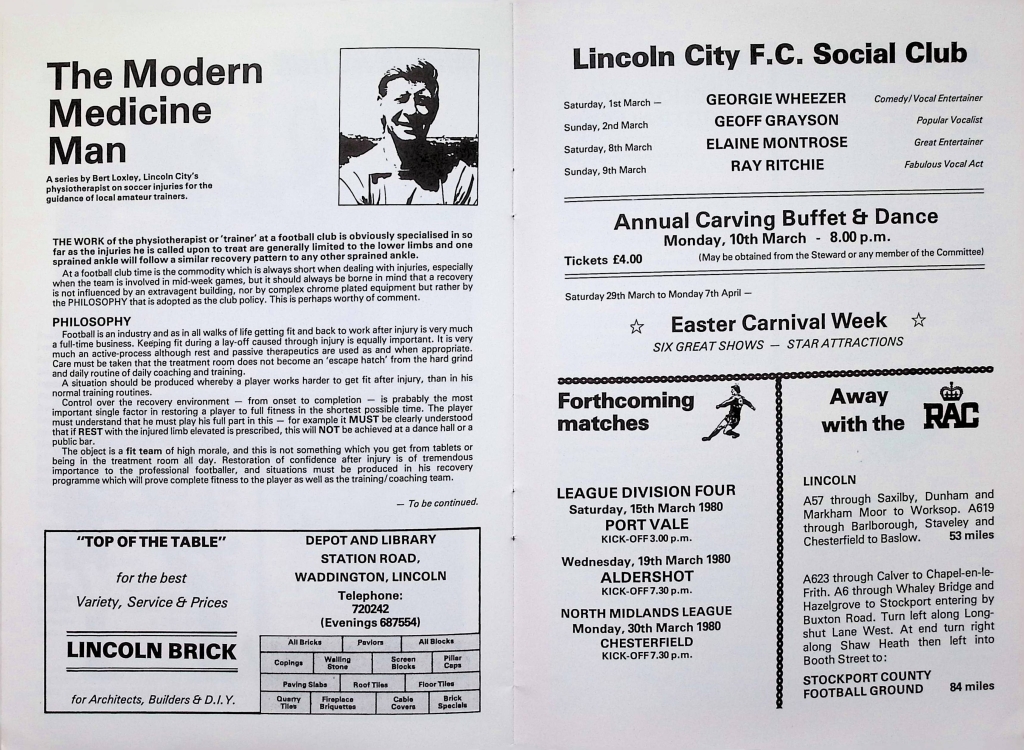 The Modern
Medicine
Man
A series by Bert Loxley, Lincoln City's
physiotherapist on soccer injuries for the
guidance of local amateur trainers.
THE WORK of the physiotherapist or 'trainer' at a football club is obviously specialised in so
far as the injuries he is called upon to treat are generally limited to the lower limbs and one
sprained ankle will follow a similar recovery pattern to any other sprained ankle.
At a football club time is the commodity which is always short when dealing with injuries, especially
when the team is involved in mid-week games, but it should always be borne in mind that a recovery
is not influenced by an extravagent building, nor by complex chrome plated equipment but rather by
the PHILOSOPHY that is adopted as the club policy. This is perhaps worthy of comment.
PHILOSOPHY
Football is an industry and as in all walks of life getting fit and back to work after injury is very much
a full-time business. Keeping fit during a lay-off caused through injury is equally important. It is very
much an active-process although rest and passive therapeutics are used as and when appropriate.
Care must be taken that the treatment room does not become an 'escape hatch' from the hard grind
and daily routine of daily coaching and training.
A situation should be produced whereby a player works harder to get fit after injury, than in his
normal training routines.
Control over the recovery environment — from onset to completion — is prabably the most
important single factor in restoring a player to full fitness in the shortest possible time. The player
must understand that he must play his full part in this — for example it MUST be clearly understood
that if REST with the injured limb elevated is prescribed, this will NOT be achieved at a dance hall or a
public bar.
The object is a fit team of high morale, and this is not something which you get from tablets or
being in the treatment room all day. Restoration of confidence after injury is of tremendous
importance to the professional footballer, and situations must be produced in his recovery
programme which will prove complete fitness to the player as well as the training/coaching team.
— To be continued.
"TOP OF THE TABLE"
for the best
Variety, Service & Prices
LINCOLN BRICK
for Architects, Builders & D.I.Y.
DEPOT AND LIBRARY
STATION ROAD,
WADDINGTON, LINCOLN
Telephone:
720242
(Evenings 687554)
All Bricks Paviors All Blocks
Copings Walling Stone Screen Blocks Pillar Caps
Paving Slabs Roof Tiles Floor Tiles
Quarry Tiles Fireplace Briquettes Cable Covers Brick Specials
Lincoln City F.C. Social Club
Saturday, 1st March — GEORGIE WHEEZER Comedy/Vocal Entertainer
Sunday, 2nd March GEOFF GRAYSON Popular Vocalist
Saturday, 8th March ELAINE MONTROSE Great Entertainer
Sunday, 9th March RAY RITCHIE Fabulous Vocal Act
Annual Carving Buffet & Dance
Monday, 10th March - 8.00 p.m.
Tickets £4.00 (May be obtained from the Steward or any member of the Committee)
Saturday 29th March to Monday 7th April —
☆ Easter Carnival Week ☆
SIX GREAT SHOWS — STAR ATTRACTIONS
Forthcoming
matches
LEAGUE DIVISION FOUR
Saturday, 15th March 1980
PORT VALE
KICK-OFF 3.00 p.m.
Wednesday, 19th March 1980
ALDERSHOT
KICK-OFF 7.30 p.m.
NORTH MIDLANDS LEAGUE
Monday, 30th March 1980
CHESTERFIELD
KICK-OFF 7.30 p.m.
Away
with the RAC
LINCOLN
A57 through Saxilby, Dunham and
Markham Moor to Worksop. A619
through Barlborough, Staveley and
Chesterfield to Baslow. 53 miles
A623 through Calver to Chapel-en-le-
Frith. A6 through Whaley Bridge and
Hazelgrove to Stockport entering by
Buxton Road. Turn left along Long-
shut Lane West. At end turn right
along Shaw Heath then left into
Booth Street to:
STOCKPORT COUNTY
FOOTBALL GROUND 84 miles